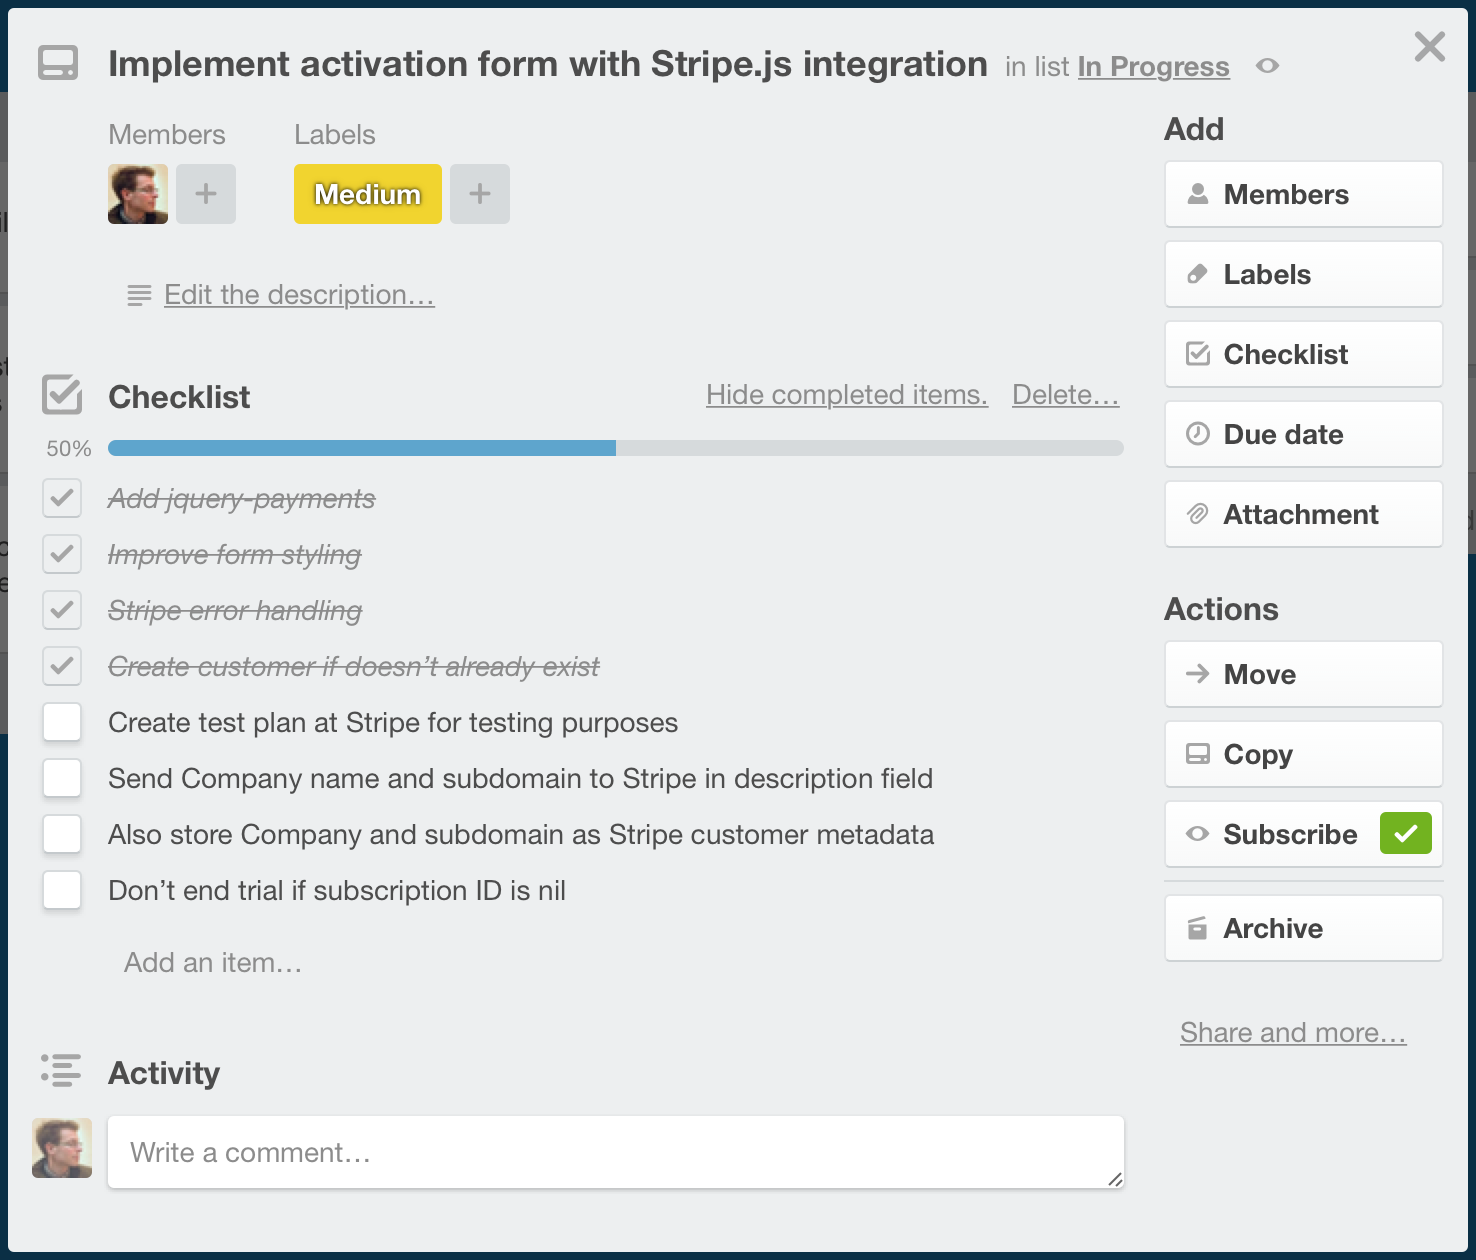 Implement activation form with Stripe.js integration in list In Progress
Members
Labels
Medium
Edit the description…
Checklist
Hide completed items. Delete…
50%
Add jquery-payments
Improve form styling
Stripe error handling
Create customer if doesn’t already exist
Create test plan at Stripe for testing purposes
Send Company name and subdomain to Stripe in description field
Also store Company and subdomain as Stripe customer metadata
Don’t end trial if subscription ID is nil
Add an item…
Activity
Write a comment…
Add
Members
Labels
Checklist
Due date
Attachment
Actions
Move
Copy
Subscribe
Archive
Share and more…